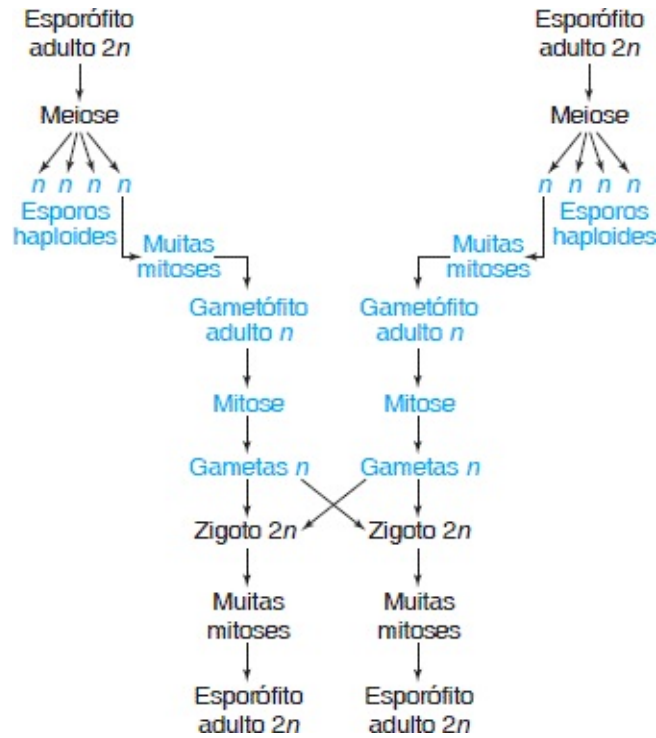 Esporófito
adulto 2n
Meiose
n n n n
Esporos
haploides
Muitas
mitoses
Gametófito
adulto n
Mitose
Gametas n
Zigoto 2n
Muitas
mitoses
Esporófito
adulto 2n
Esporófito
adulto 2n
Meiose
n n n n
Esporos
haploides
Muitas
mitoses
Gametófito
adulto n
Mitose
Gametas n
Zigoto 2n
Muitas
mitoses
Esporófito
adulto 2n